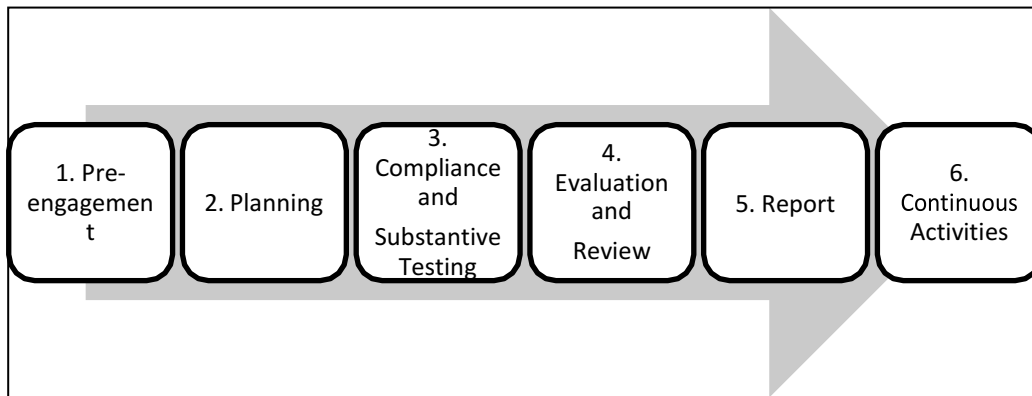 1. Pre-
engagemen
t
2. Planning
3.
Compliance
and
Substantive
Testing
4.
Evaluation
and
Review
5. Report
6.
Continuous
Activities